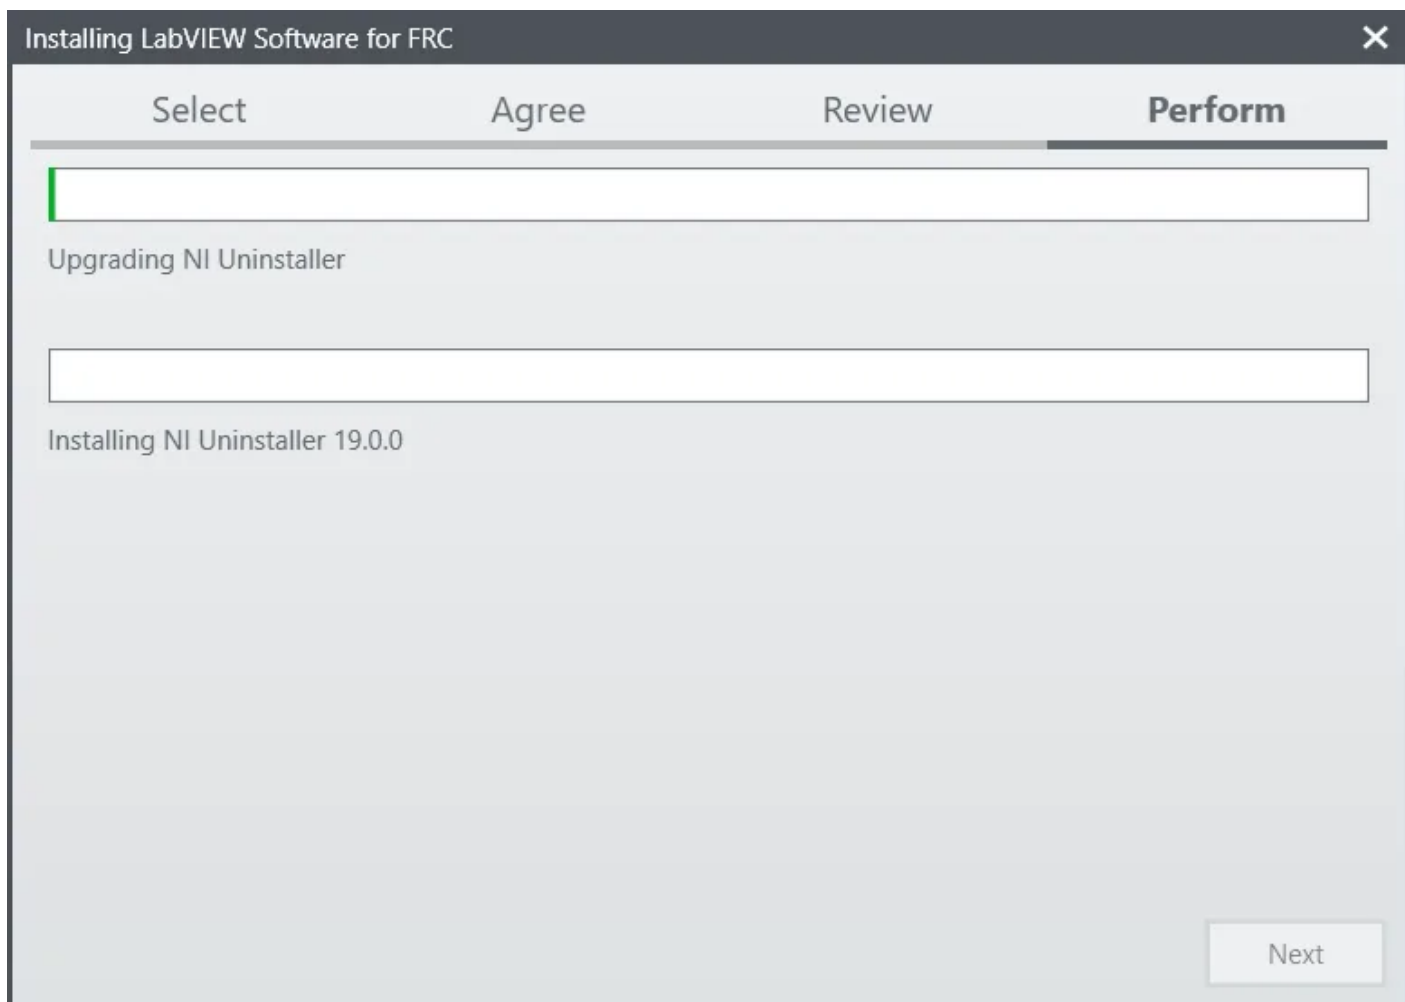 Installing LabVIEW Software for FRC
Select Agree Review Perform
Upgrading NI Uninstaller
Installing NI Uninstaller 19.0.0
Next